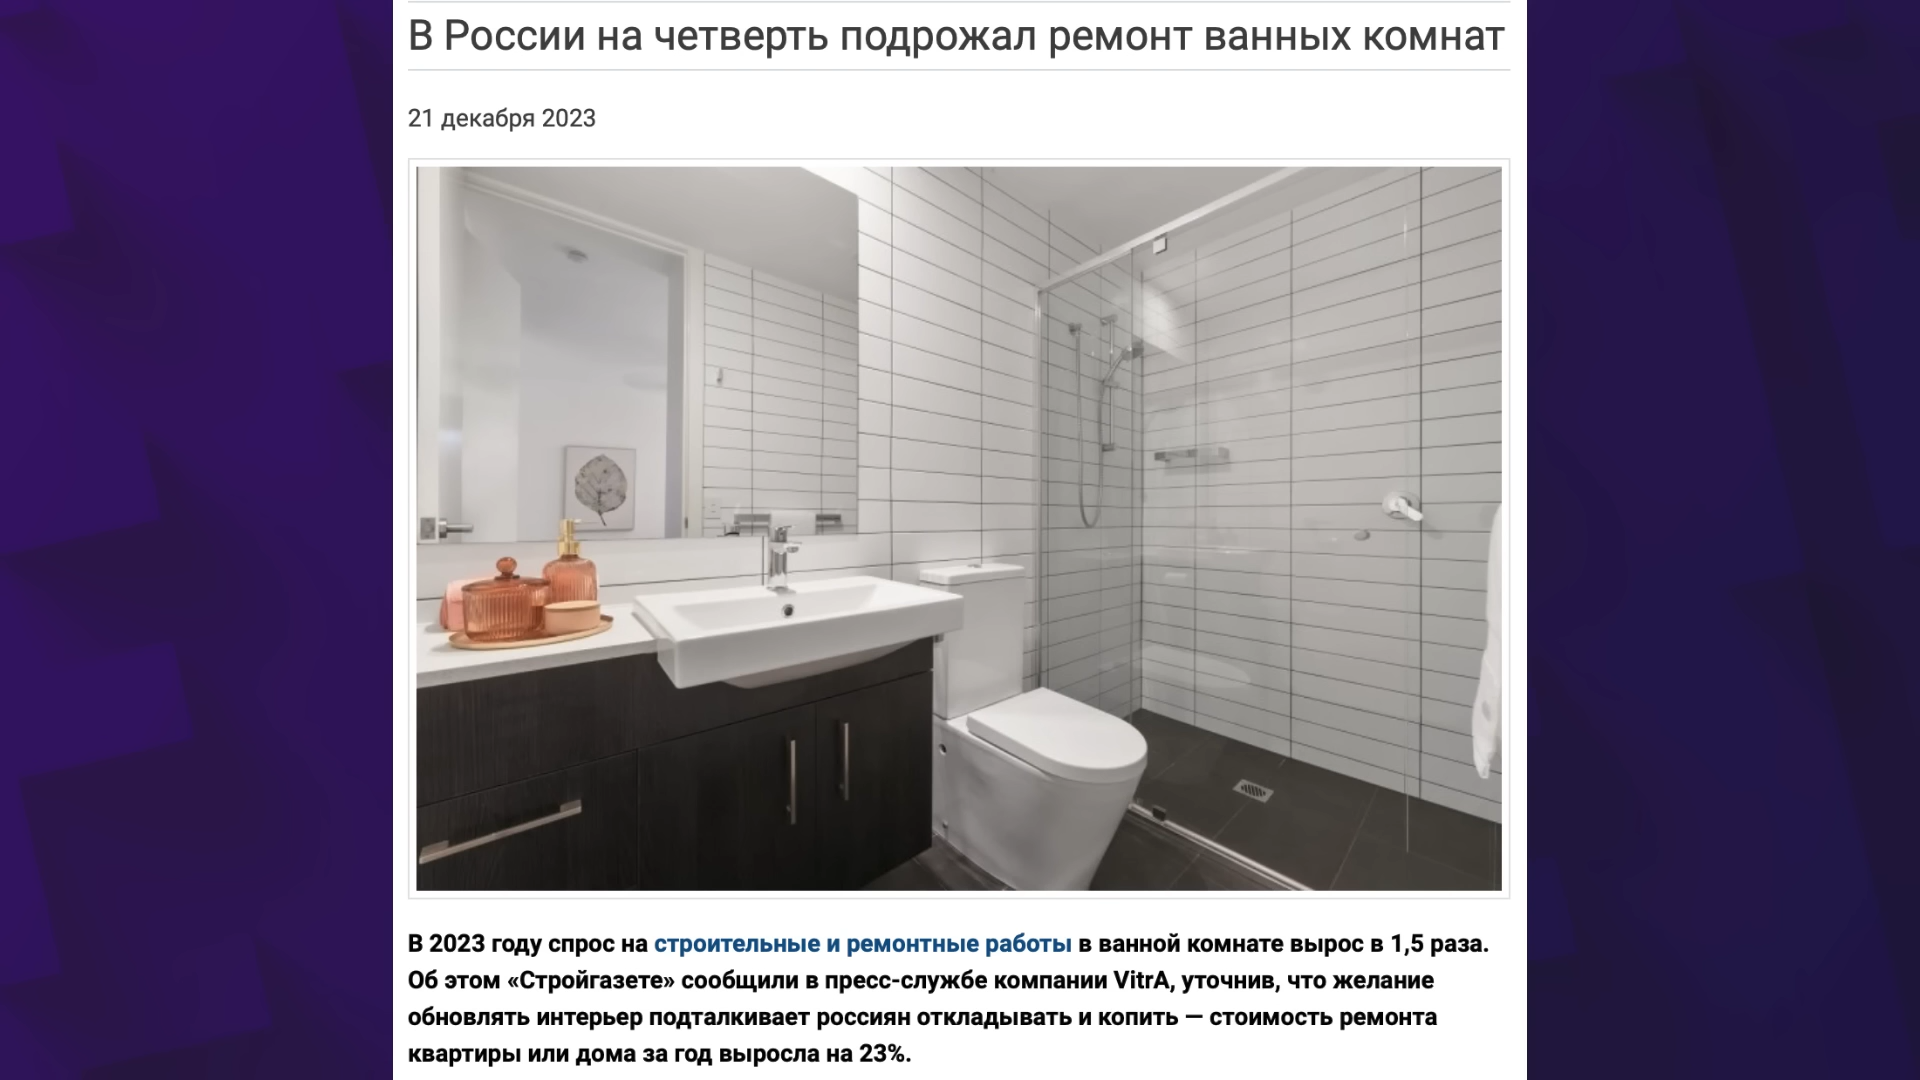 В России на четверть подрожал ремонт ванных комнат
21 декабря 2023
В 2023 году спрос на строительные и ремонтные работы в ванной комнате вырос в 1,5 раза.
Об этом «Стройгазете» сообщили в пресс-службе компании VitrA, уточнив, что желание
обновлять интерьер подталкивает россиян откладывать и копить — стоимость ремонта
квартиры или дома за год выросла на 23%.